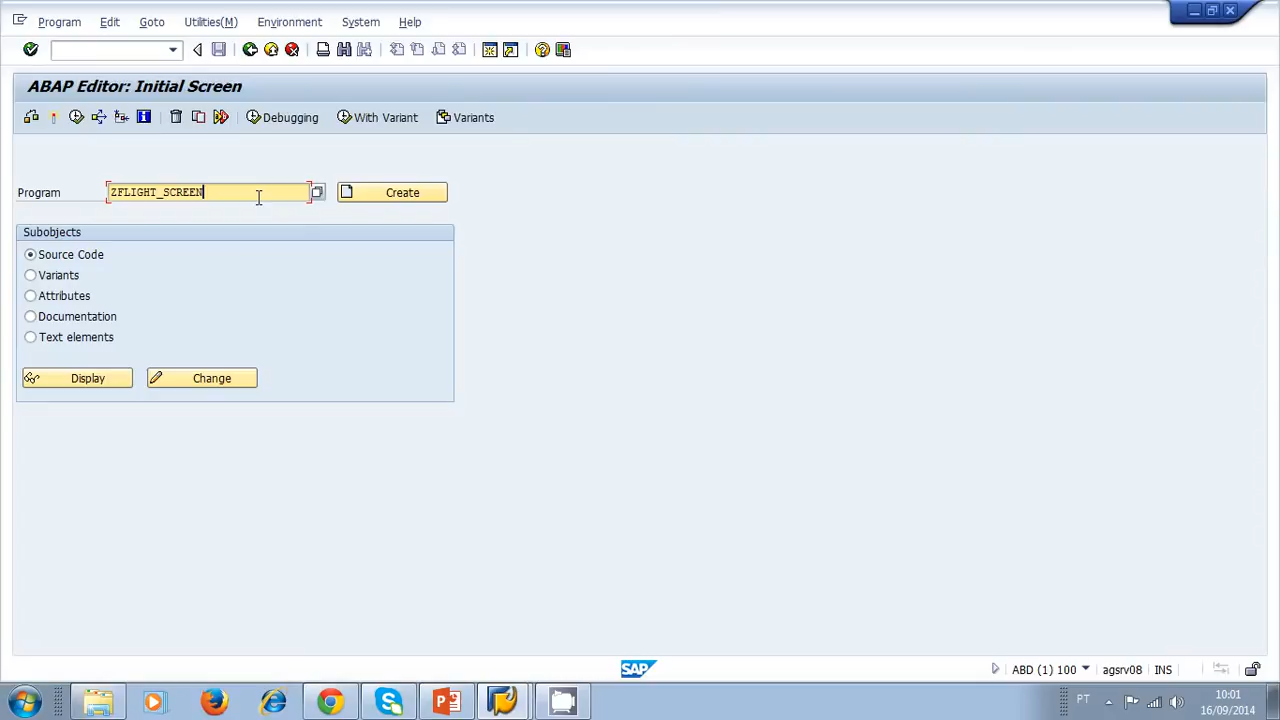 Program Edit Goto Utilities(M) Environment System Help
ABAP Editor: Initial Screen
Debugging With Variant Variants
Program ZFLIGHT_SCREEN Create
Subobjects
Source Code
Variants
Attributes
Documentation
Text elements
Display Change
SAP ABD (1) 100 agsrv08 INS
PT 10:01
16/09/2014